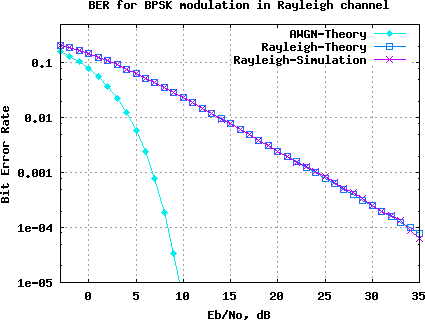 BER for BPSK modulation in Rayleigh channel
AWGN-Theory
Rayleigh-Theory
Rayleigh-Simulation
Bit Error Rate
0.1
0.01
0.001
1e-04
1e-05
0 5 10 15 20 25 30 35
Eb/No, dB